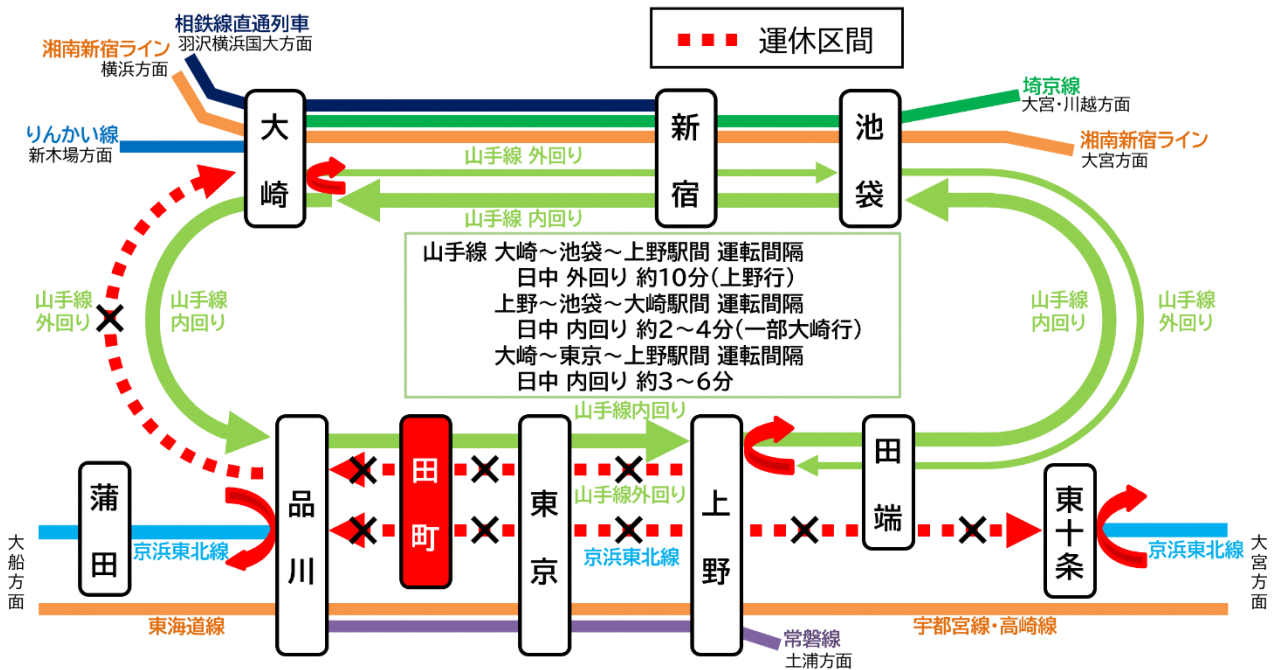 相鉄線直通列車
羽沢横浜国大方面
湘南新宿ライン
横浜方面
りんかい線
新木場方面
運休区間
埼京線
大宮・川越方面
湘南新宿ライン
大宮方面
大崎
新宿
池袋
山手線 外回り
山手線 内回り
山手線 大崎～池袋～上野駅間 運転間隔
日中 外回り 約10分(上野行)
上野～池袋～大崎駅間 運転間隔
日中 内回り 約2～4分(一部大崎行)
大崎～東京～上野駅間 運転間隔
日中 内回り 約3～6分
山手線
外回り
山手線
内回り
山手線
内回り
山手線
外回り
山手線内回り
山手線外回り
蒲田
品川
田町
東京
上野
田端
東十条
大船方面
京浜東北線
京浜東北線
京浜東北線
大宮方面
東海道線
宇都宮線・高崎線
常磐線
土浦方面